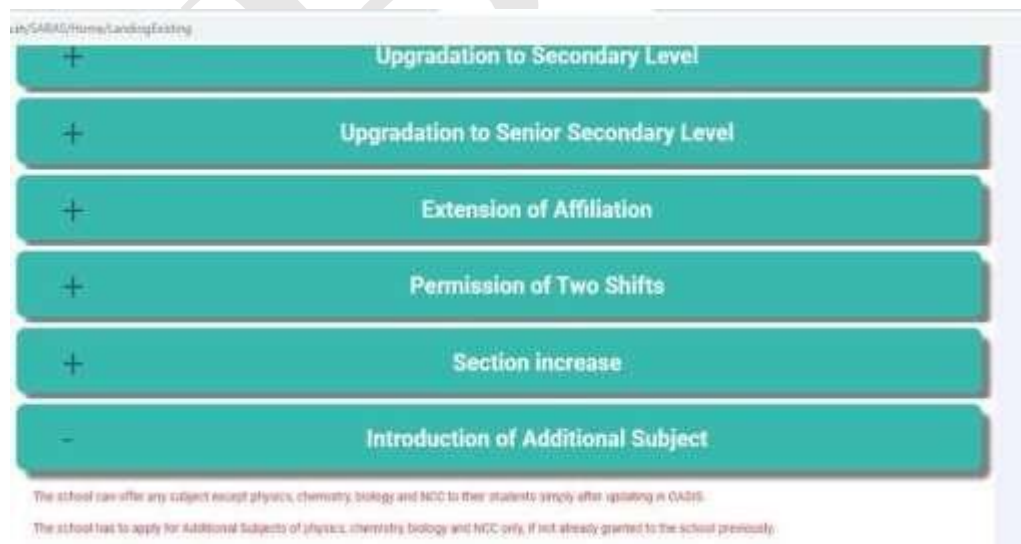 in/SARAS/Home/LandingExisting
+ Upgradation to Secondary Level
+ Upgradation to Senior Secondary Level
+ Extension of Affiliation
+ Permission of Two Shifts
+ Section increase
- Introduction of Additional Subject
The school can offer any subject except physics, chemistry, biology and NCC to their students simply after updating in OASIS.
The school has to apply for Additional Subjects of physics, chemistry, biology and NCC only, if not already granted to the school previously.